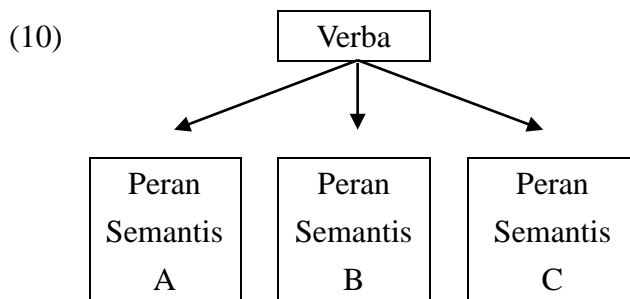 (10)
Verba
Peran
Semantis
A
Peran
Semantis
B
Peran
Semantis
C